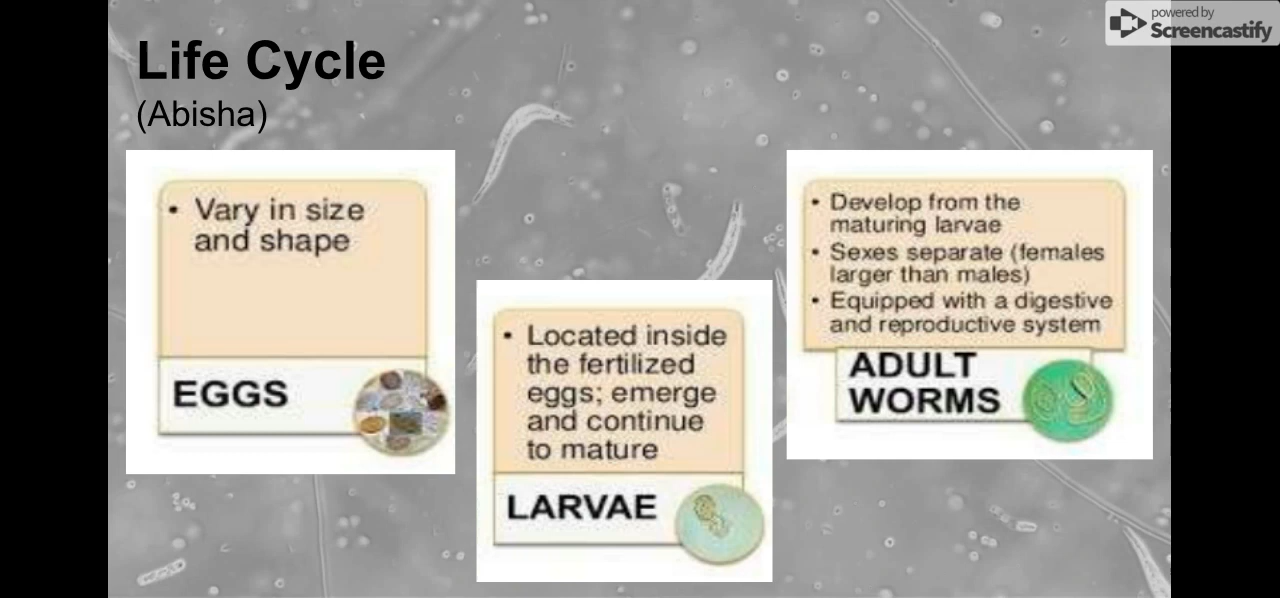 powered by
Screencastify
Life Cycle
(Abisha)
• Vary in size
and shape
EGGS
• Located inside
the fertilized
eggs; emerge
and continue
to mature
LARVAE
• Develop from the
maturing larvae
• Sexes separate (females
larger than males)
• Equipped with a digestive
and reproductive system
ADULT
WORMS